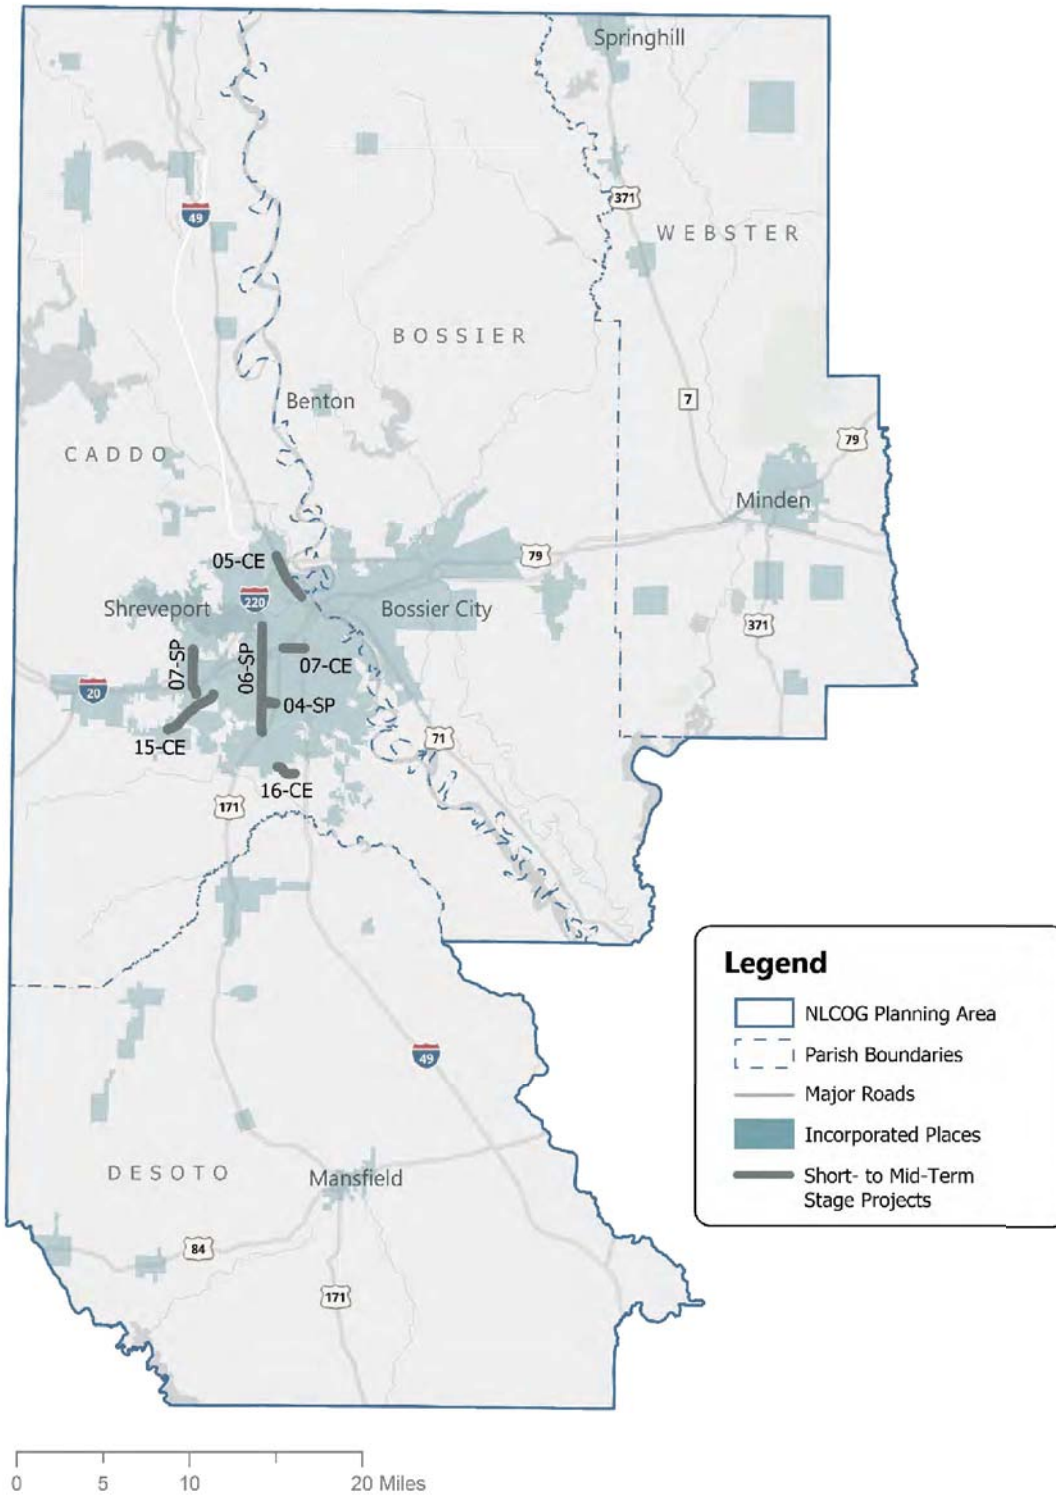 Springhill
371
49
WEBSTER
BOSSIER
Benton
7
CADDO
79
Minden
05-CE
79
220
Shreveport
Bossier City
371
07-SP
06-SP
07-CE
20
04-SP
15-CE
71
16-CE
171
Legend
NLCOG Planning Area
Parish Boundaries
Major Roads
Incorporated Places
Short- to Mid-Term
Stage Projects
49
DESOTO
Mansfield
84
171
0 5 10 20 Miles